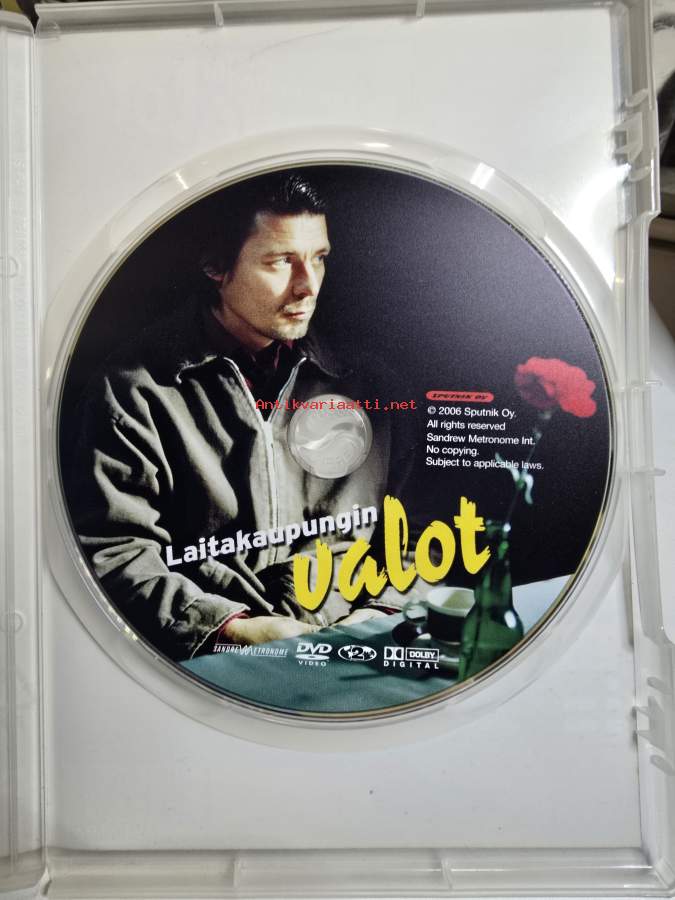 Antikvariaatti.net
SPUTNIK OY
© 2006 Sputnik Oy.
All rights reserved
Sandrew Metronome Int.
No copying.
Subject to applicable laws.
Laitakaupungin
valot
SANDREW METRONOME
DVD
VIDEO
2
DOLBY
DIGITAL